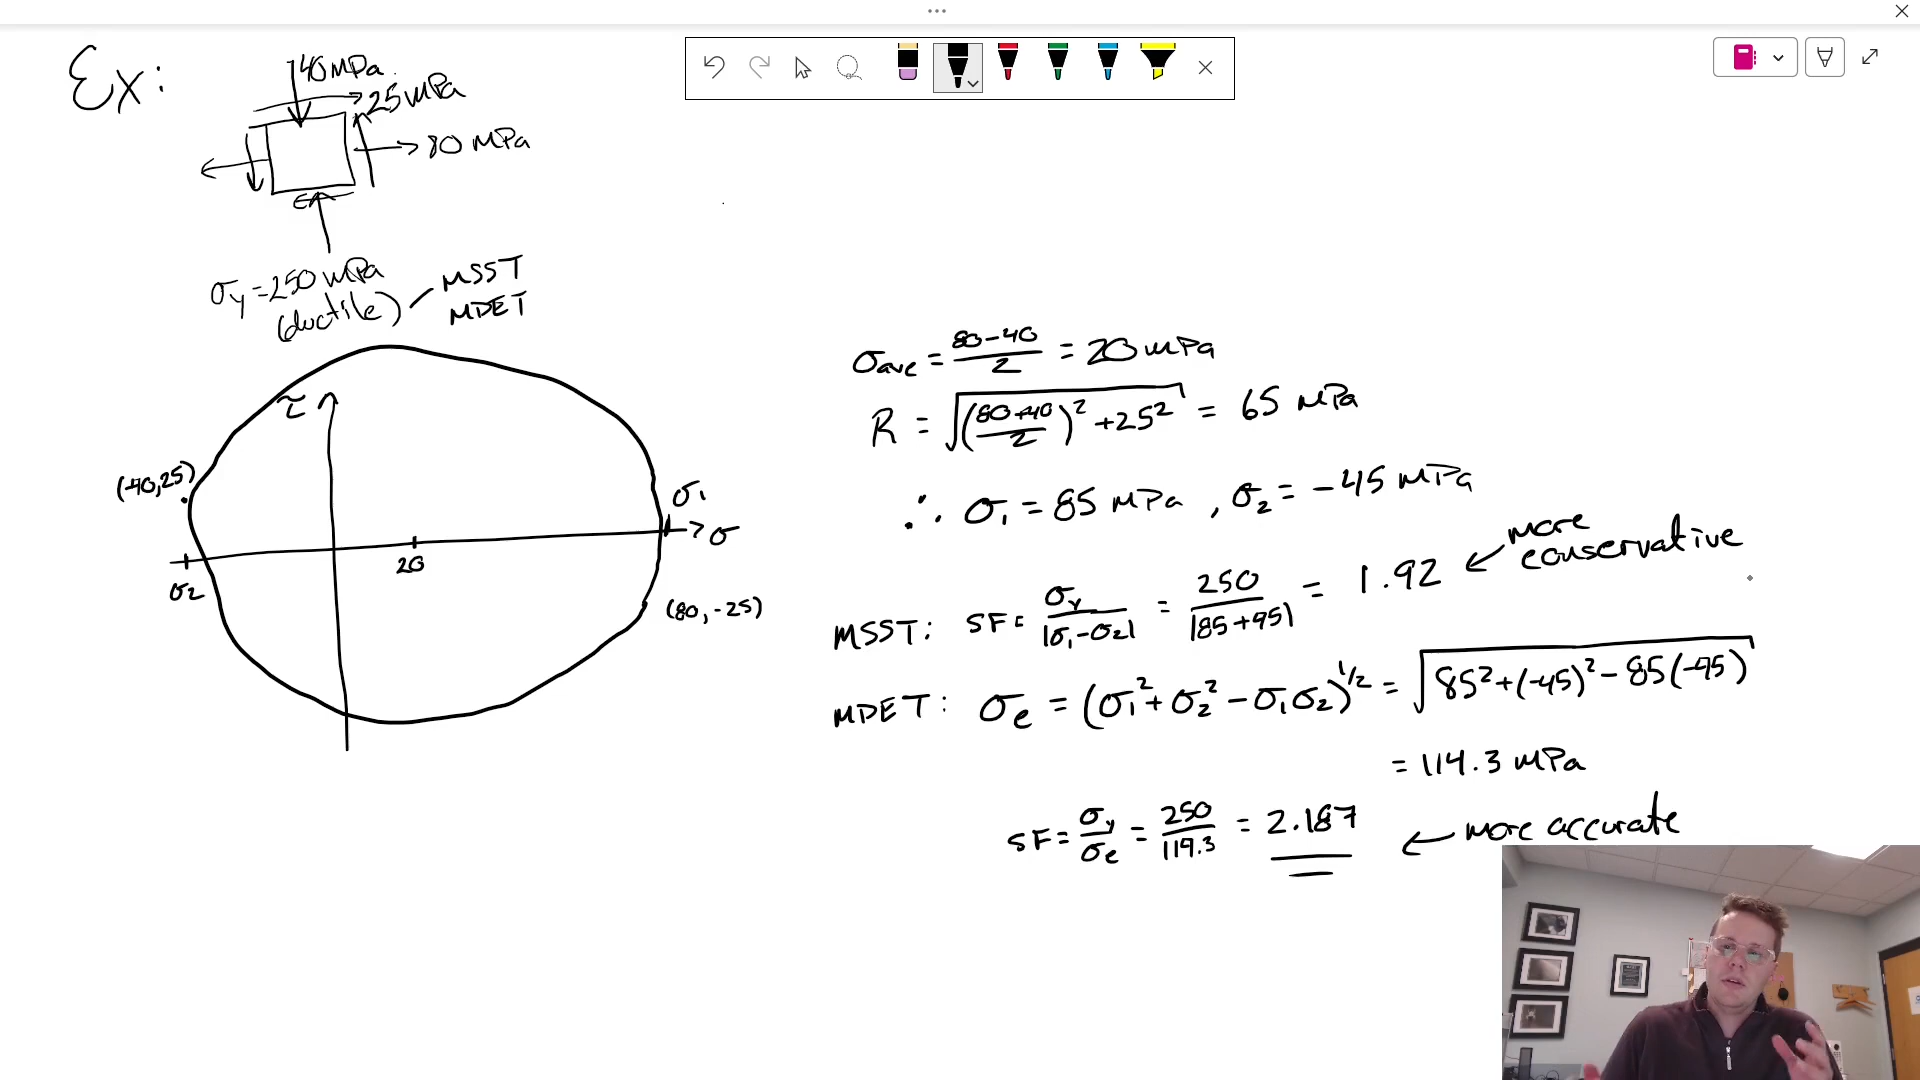 Ex:
40 MPa
25 MPa
80 MPa
σy = 250 MPa
(ductile)
MSST
MDET
τ
(-40, 25)
σ1
σ
20
σ2
(80, -25)
σave = (80-40)/2 = 20 MPa
R = √(((80+40)/2)² + 25²) = 65 MPa
∴ σ1 = 85 MPa, σ2 = -45 MPa
more
conservative
MSST: SF = σy/|σ1-σ2| = 250/|85+45| = 1.92
MDET: σe = (σ1² + σ2² - σ1σ2)^1/2 = √(85² + (-45)² - 85(-45))
= 114.3 MPa
SF = σy/σe = 250/114.3 = 2.187
more accurate